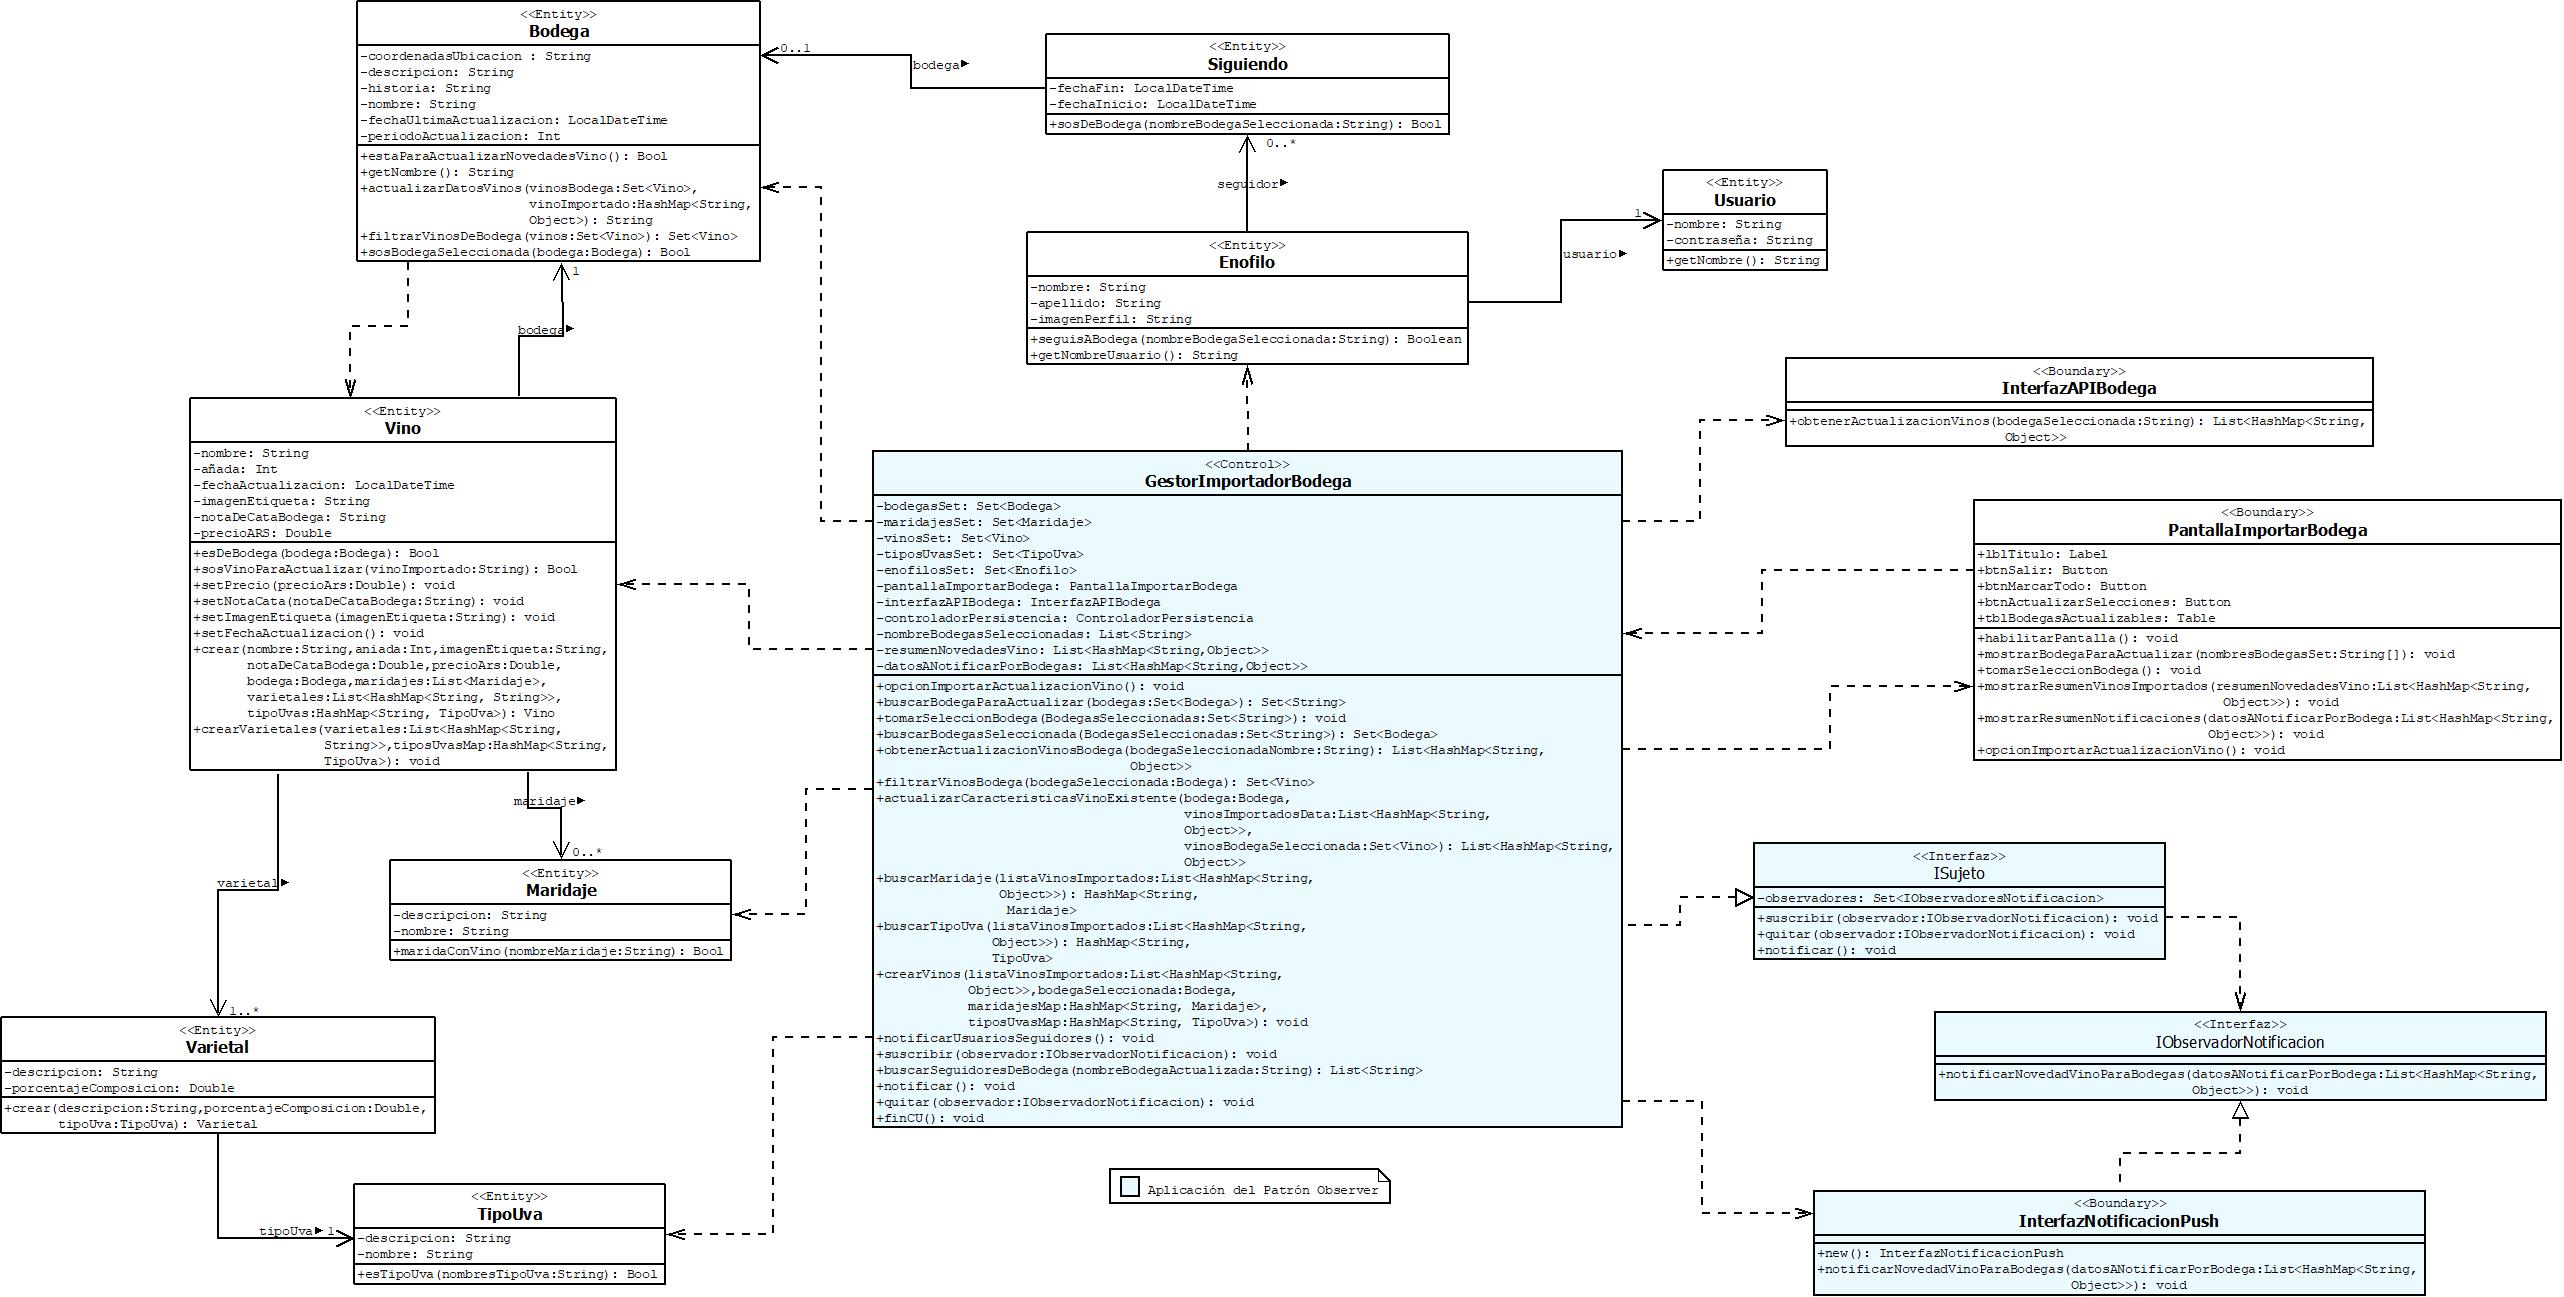 <<Entity>>
Bodega
-coordenadasUbicacion : String
-descripcion: String
-historia: String
-nombre: String
-fechaUltimaActualizacion: LocalDateTime
-periodoActualizacion: Int
+estaParaActualizarNovedadesVino(): Bool
+getNombre(): String
+actualizarDatosVinos(vinosBodega:Set<Vino>,
vinoImportado:HashMap<String,
Object>): String
+filtrarVinosDeBodega(vinos:Set<Vino>): Set<Vino>
+sosBodegaSeleccionada(bodega:Bodega): Bool
0..1
bodega
<<Entity>>
Siguiendo
-fechaFin: LocalDateTime
-fechaInicio: LocalDateTime
+sosDeBodega(nombreBodegaSeleccionada:String): Bool
0..*
seguidor
<<Entity>>
Usuario
-nombre: String
-contraseña: String
+getNombre(): String
1
usuario
<<Entity>>
Enofilo
-nombre: String
-apellido: String
-imagenPerfil: String
+seguisABodega(nombreBodegaSeleccionada:String): Boolean
+getNombreUsuario(): String
1
bodega
<<Entity>>
Vino
-nombre: String
-añada: Int
-fechaActualizacion: LocalDateTime
-imagenEtiqueta: String
-notaDeCataBodega: String
-precioARS: Double
+esDeBodega(bodega:Bodega): Bool
+sosVinoParaActualizar(vinoImportado:String): Bool
+setPrecio(precioArs:Double): void
+setNotaCata(notaDeCataBodega:String): void
+setImagenEtiqueta(imagenEtiqueta:String): void
+setFechaActualizacion(): void
+crear(nombre:String,aniada:Int,imagenEtiqueta:String,
notaDeCataBodega:Double,precioArs:Double,
bodega:Bodega,maridajes:List<Maridaje>,
varietales:List<HashMap<String, String>>,
tipoUvas:HashMap<String, TipoUva>): Vino
+crearVarietales(varietales:List<HashMap<String,
String>>,tiposUvasMap:HashMap<String,
TipoUva>): void
<<Boundary>>
InterfazAPIBodega
+obtenerActualizacionVinos(bodegaSeleccionada:String): List<HashMap<String,
Object>>
<<Control>>
GestorImportadorBodega
-bodegasSet: Set<Bodega>
-maridajesSet: Set<Maridaje>
-vinosSet: Set<Vino>
-tiposUvasSet: Set<TipoUva>
-enofilosSet: Set<Enofilo>
-pantallaImportarBodega: PantallaImportarBodega
-interfazAPIBodega: InterfazAPIBodega
-controladorPersistencia: ControladorPersistencia
-nombreBodegasSeleccionadas: List<String>
-resumenNovedadesVino: List<HashMap<String,Object>>
-datosANotificarPorBodegas: List<HashMap<String,Object>>
+opcionImportarActualizacionVino(): void
+buscarBodegaParaActualizar(bodegas:Set<Bodega>): Set<String>
+tomarSeleccionBodega(BodegasSeleccionadas:Set<String>): void
+buscarBodegasSeleccionada(BodegasSeleccionadas:Set<String>): Set<Bodega>
+obtenerActualizacionVinosBodega(bodegaSeleccionadaNombre:String): List<HashMap<String,
Object>>
+filtrarVinosBodega(bodegaSeleccionada:Bodega): Set<Vino>
+actualizarCaracteristicasVinoExistente(bodega:Bodega,
vinosImportadosData:List<HashMap<String,
Object>>,
vinosBodegaSeleccionada:Set<Vino>): List<HashMap<String,
Object>>
+buscarMaridaje(listaVinosImportados:List<HashMap<String,
Object>>): HashMap<String,
Maridaje>
+buscarTipoUva(listaVinosImportados:List<HashMap<String,
Object>>): HashMap<String,
TipoUva>
+crearVinos(listaVinosImportados:List<HashMap<String,
Object>>,bodegaSeleccionada:Bodega,
maridajesMap:HashMap<String, Maridaje>,
tiposUvasMap:HashMap<String, TipoUva>): void
+notificarUsuariosSeguidores(): void
+suscribir(observador:IObservadorNotificacion): void
+buscarSeguidoresDeBodega(nombreBodegaActualizada:String): List<String>
+notificar(): void
+quitar(observador:IObservadorNotificacion): void
+finCU(): void
<<Boundary>>
PantallaImportarBodega
+lblTitulo: Label
+btnSalir: Button
+btnMarcarTodo: Button
+btnActualizarSelecciones: Button
+tblBodegasActualizables: Table
+habilitarPantalla(): void
+mostrarBodegaParaActualizar(nombresBodegasSet:String[]): void
+tomarSeleccionBodega(): void
+mostrarResumenVinosImportados(resumenNovedadesVino:List<HashMap<String,
Object>>): void
+mostrarResumenNotificaciones(datosANotificarPorBodega:List<HashMap<String,
Object>>): void
+opcionImportarActualizacionVino(): void
maridaje
0..*
<<Entity>>
Maridaje
-descripcion: String
-nombre: String
+maridaConVino(nombreMaridaje:String): Bool
varietal
1..*
<<Interfaz>>
ISujeto
-observadores: Set<IObservadoresNotificacion>
+suscribir(observador:IObservadorNotificacion): void
+quitar(observador:IObservadorNotificacion): void
+notificar(): void
<<Entity>>
Varietal
-descripcion: String
-porcentajeComposicion: Double
+crear(descripcion:String,porcentajeComposicion:Double,
tipoUva:TipoUva): Varietal
<<Interfaz>>
IObservadorNotificacion
+notificarNovedadVinoParaBodegas(datosANotificarPorBodega:List<HashMap<String,
Object>>): void
tipoUva
1
<<Entity>>
TipoUva
-descripcion: String
-nombre: String
+esTipoUva(nombresTipoUva:String): Bool
Aplicación del Patrón Observer
<<Boundary>>
InterfazNotificacionPush
+new(): InterfazNotificacionPush
+notificarNovedadVinoParaBodegas(datosANotificarPorBodega:List<HashMap<String,
Object>>): void